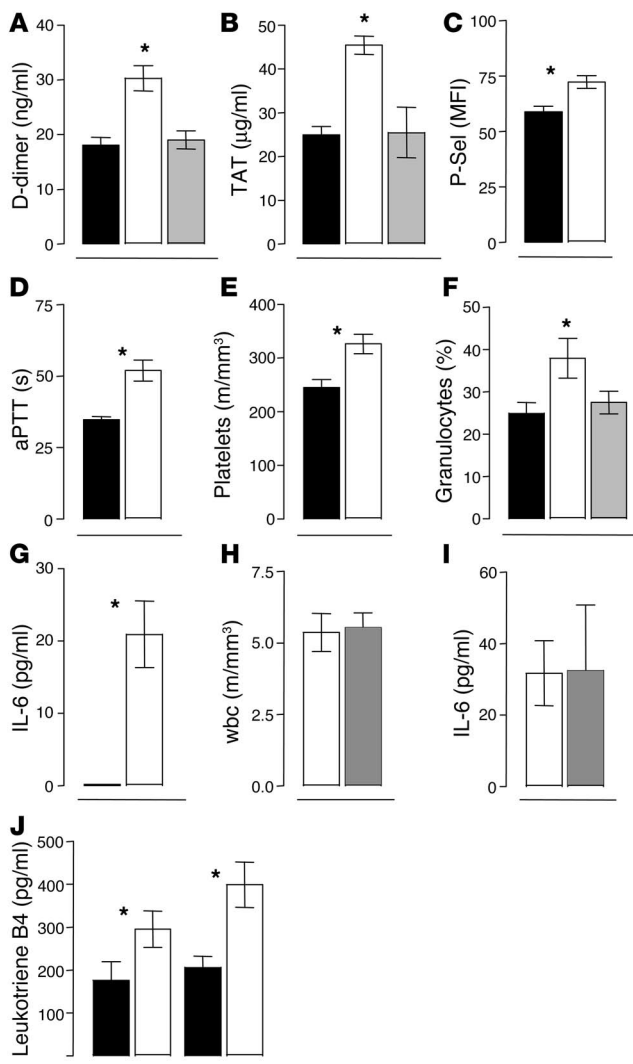 A
D-dimer (ng/ml)
40
30
20
10
0
*
B
TAT (μg/ml)
50
40
30
20
10
0
*
C
P-Sel (MFI)
100
75
50
25
0
*
D
aPTT (s)
75
50
25
0
*
E
Platelets (m/mm³)
400
300
200
100
0
*
F
Granulocytes (%)
50
40
30
20
10
0
*
G
IL-6 (pg/ml)
30
20
10
0
*
H
wbc (m/mm³)
7.5
5.0
2.5
0.0
I
IL-6 (pg/ml)
60
40
20
0
J
Leukotriene B4 (pg/ml)
500
400
300
200
100
*
*